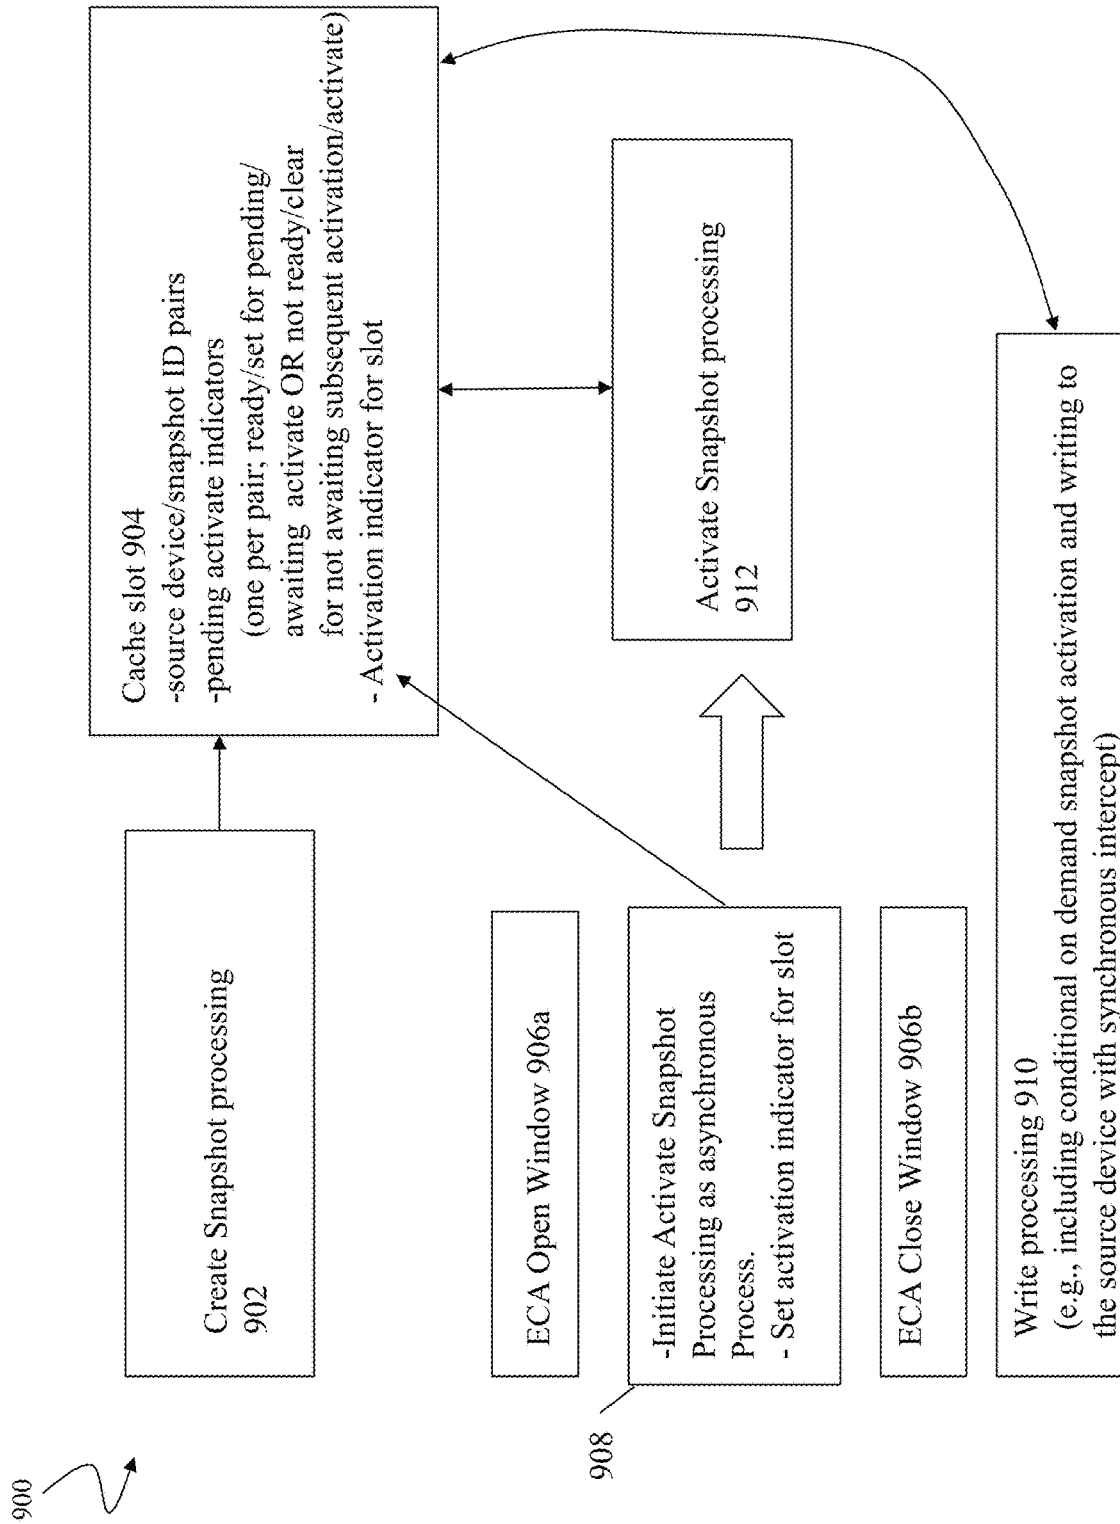 900
Create Snapshot processing
902
Cache slot 904
-source device/snapshot ID pairs
-pending activate indicators
(one per pair; ready/set for pending/
awaiting activate OR not ready/clear
for not awaiting subsequent activation/activate)
- Activation indicator for slot
ECA Open Window 906a
908
-Initiate Activate Snapshot
Processing as asynchronous
Process.
- Set activation indicator for slot
Activate Snapshot processing
912
ECA Close Window 906b
Write processing 910
(e.g., including conditional on demand snapshot activation and writing to
the source device with synchronous intercept)